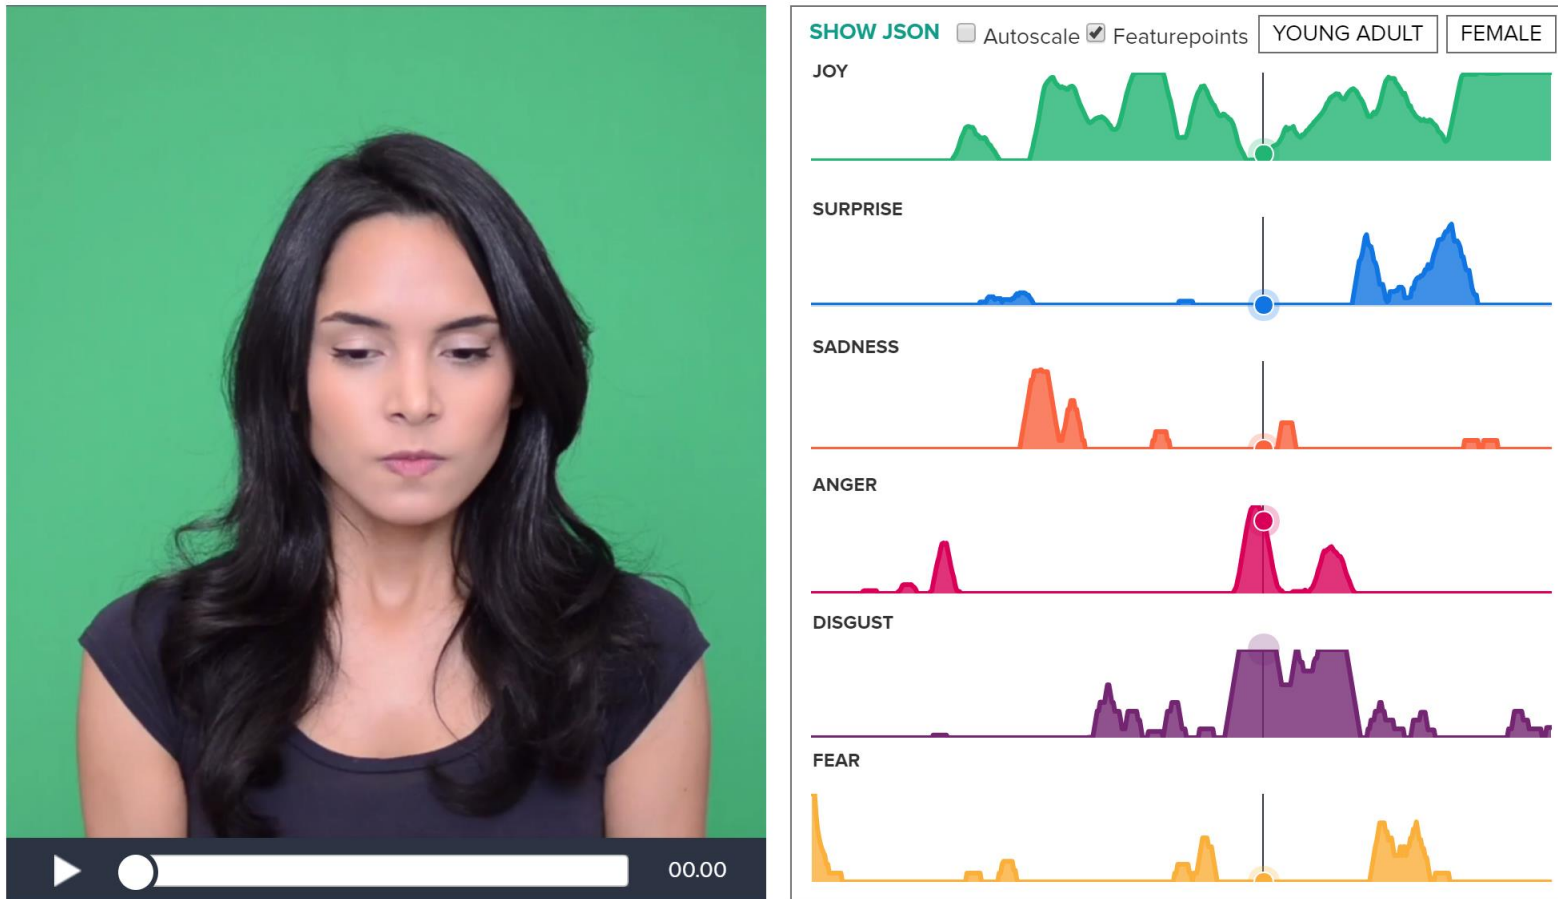 SHOW JSON Autoscale Featurepoints YOUNG ADULT FEMALE
JOY
SURPRISE
SADNESS
ANGER
DISGUST
FEAR
00.00